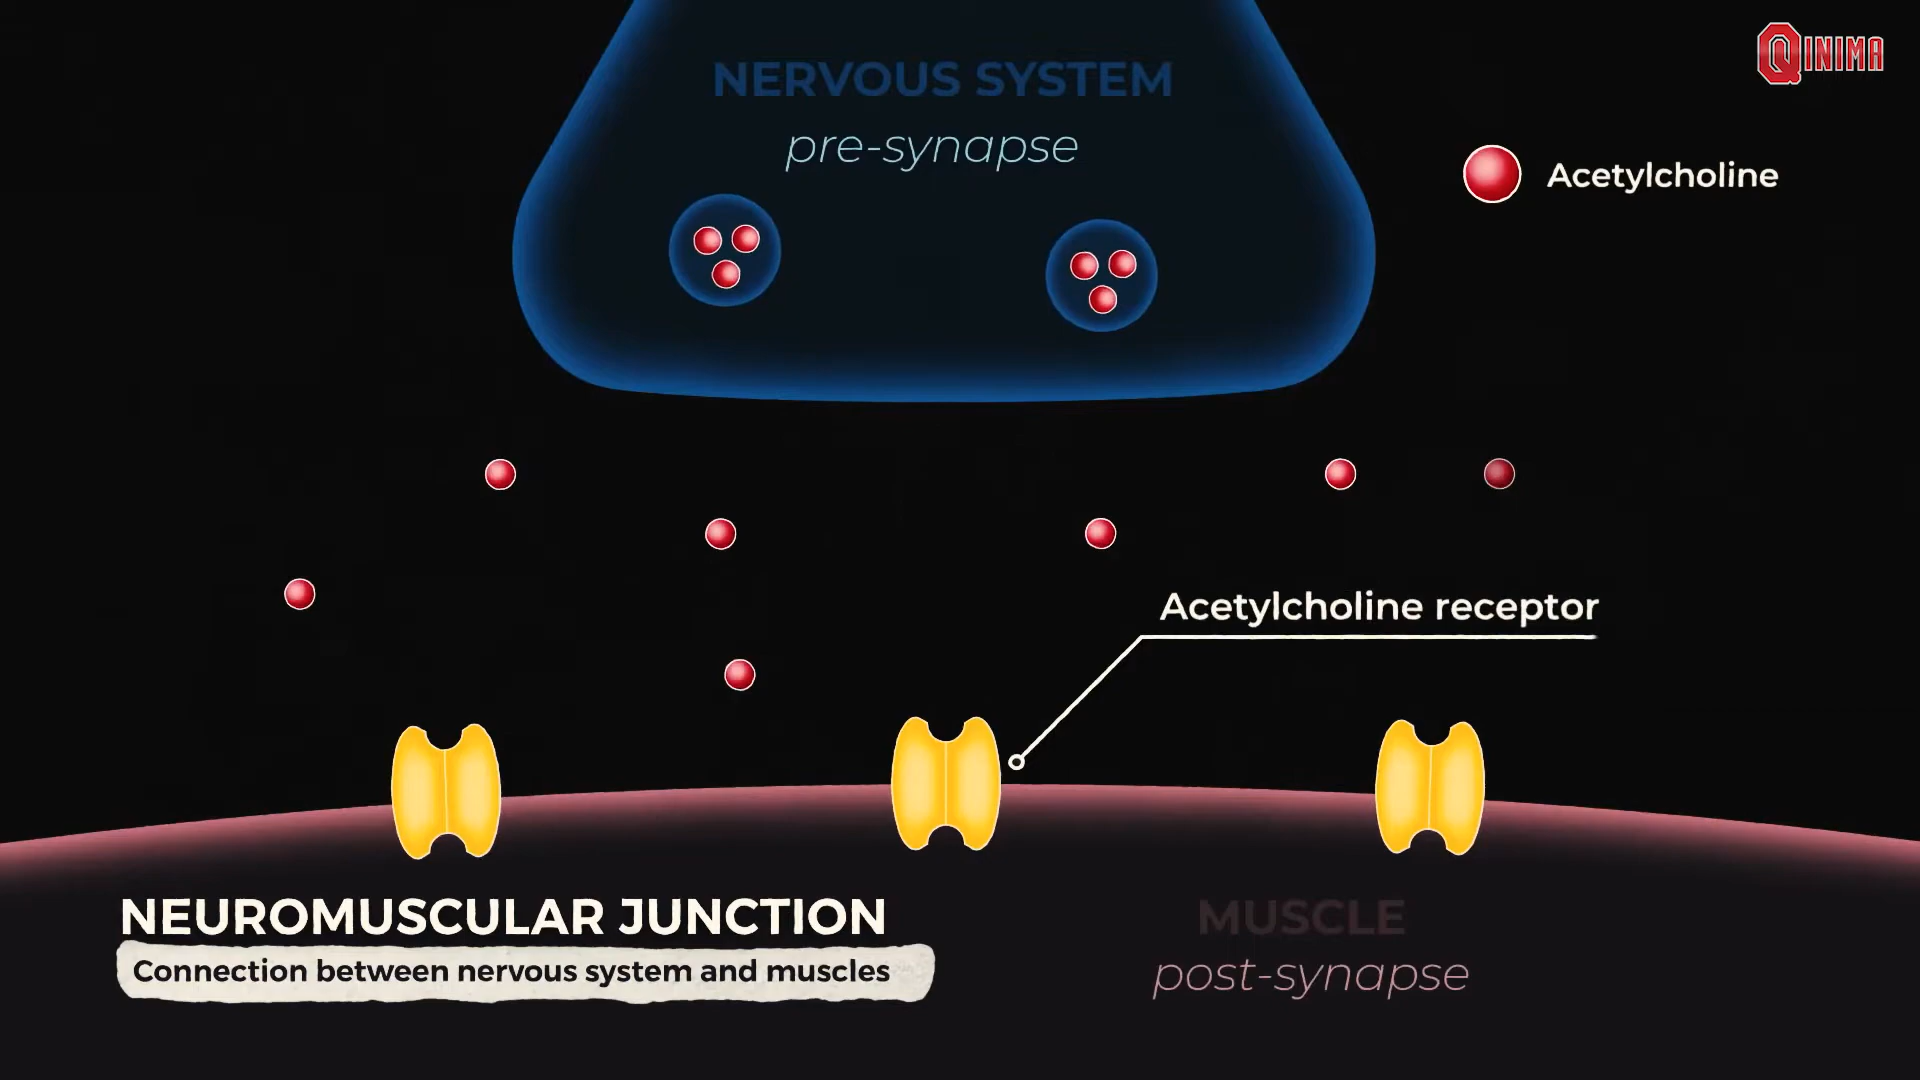 NERVOUS SYSTEM
pre-synapse
QINIMA
Acetylcholine
Acetylcholine receptor
NEUROMUSCULAR JUNCTION
Connection between nervous system and muscles
MUSCLE
post-synapse